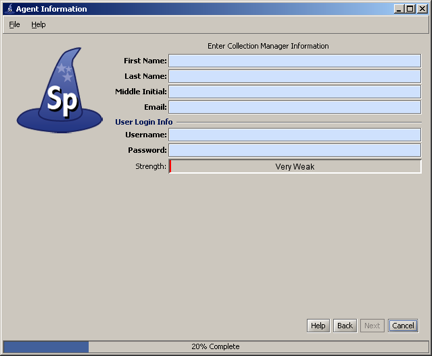 Agent Information
File Help
Enter Collection Manager Information
First Name:
Last Name:
Middle Initial:
Email:
User Login Info
Username:
Password:
Strength: Very Weak
Sp
Help Back Next Cancel
20% Complete